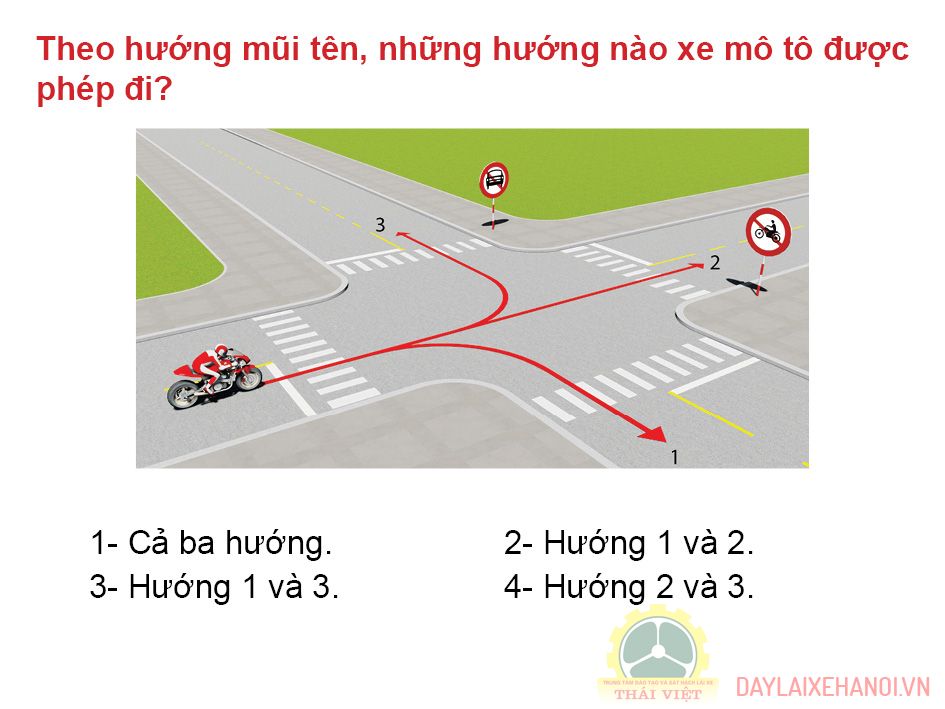 Theo hướng mũi tên, những hướng nào xe mô tô được
phép đi?
3
2
1
1- Cả ba hướng.
2- Hướng 1 và 2.
3- Hướng 1 và 3.
4- Hướng 2 và 3.
TRUNG TÂM ĐÀO TẠO VÀ SÁT HẠCH LÁI XE
THÁI VIỆT
DAYLAIXEHANOI.VN